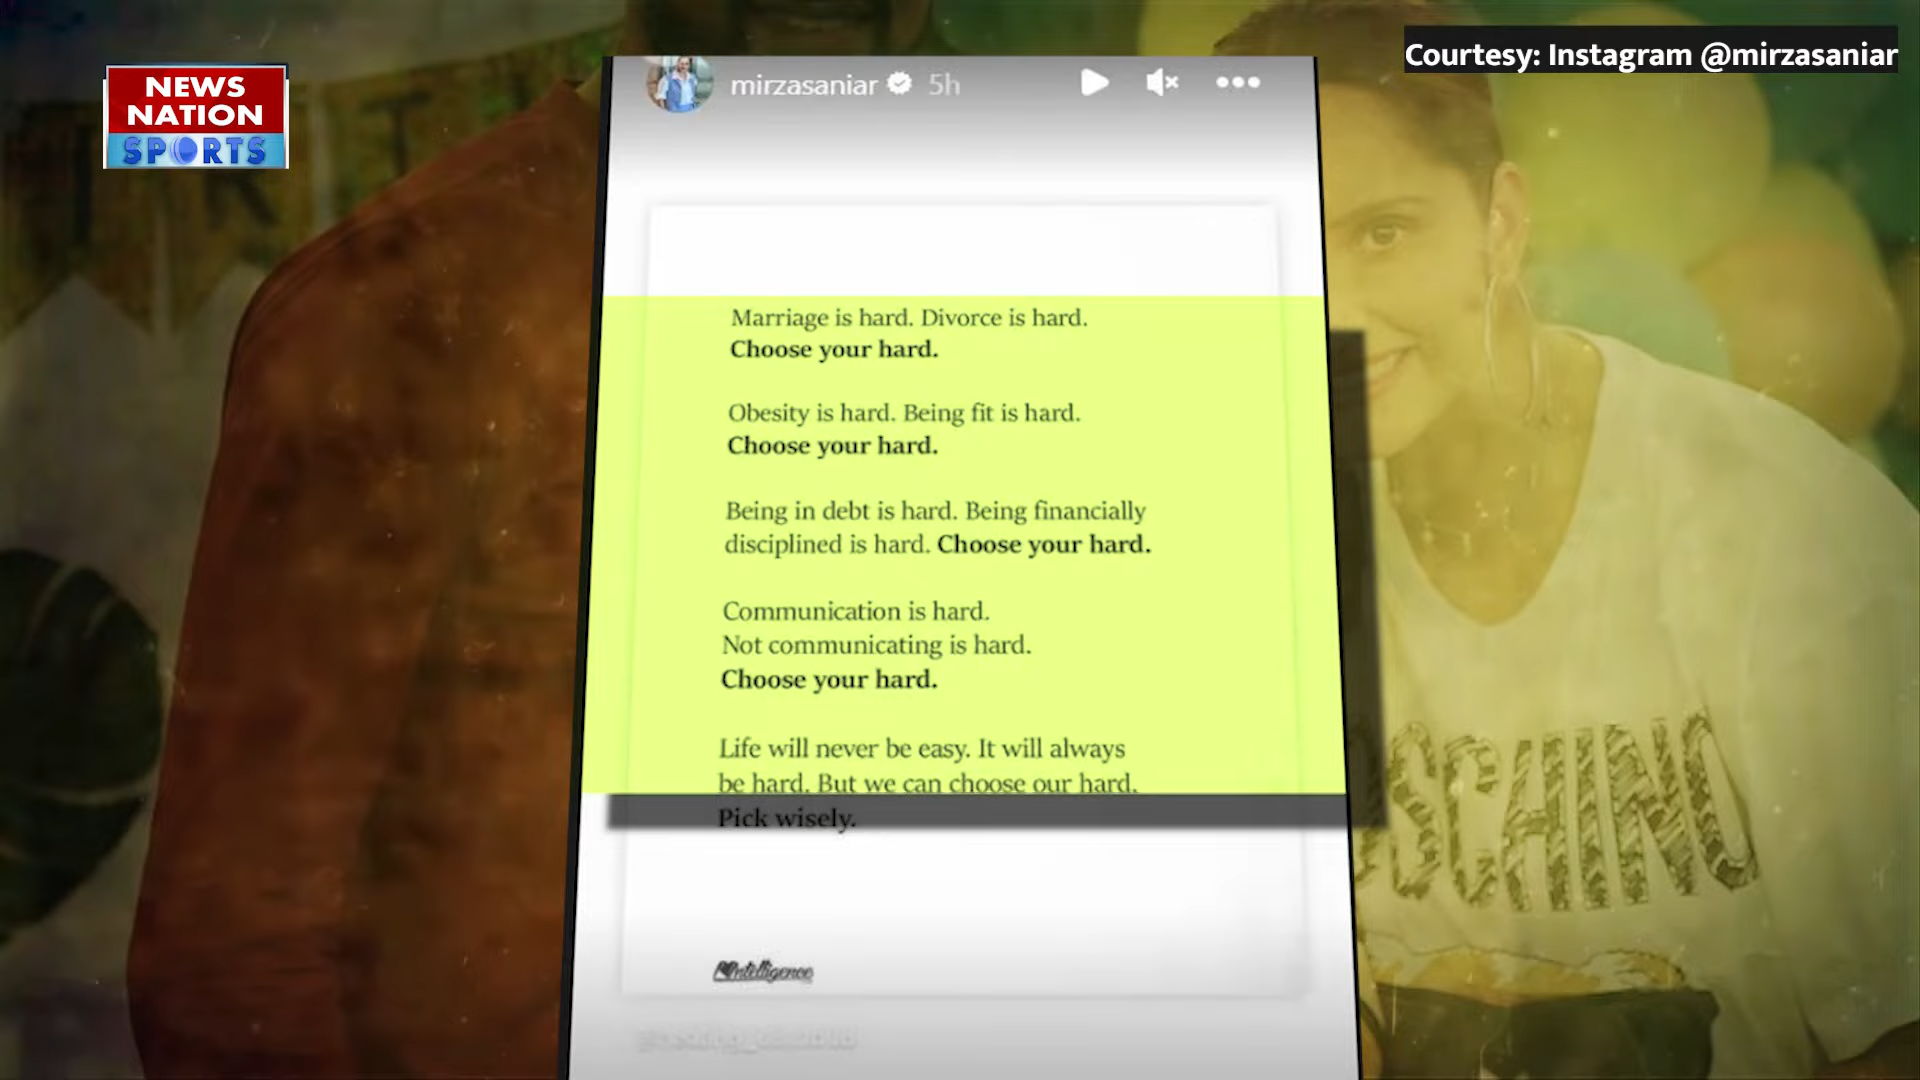 NEWS
NATION
SPORTS
Courtesy: Instagram @mirzasaniar
mirzasaniar 5h
Marriage is hard. Divorce is hard.
Choose your hard.
Obesity is hard. Being fit is hard.
Choose your hard.
Being in debt is hard. Being financially
disciplined is hard. Choose your hard.
Communication is hard.
Not communicating is hard.
Choose your hard.
Life will never be easy. It will always
be hard. But we can choose our hard.
Pick wisely.